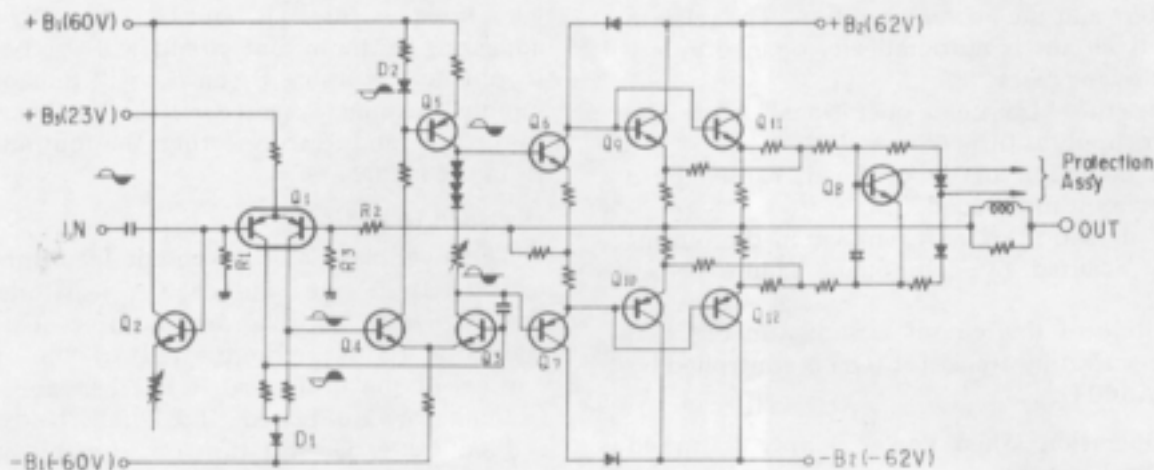 +B₁(60V)
+B₂(62V)
D2
Q5
+B₃(23V)
Q6
Q9
Q11
Q8
Protection
Ass'y
Q1
R2
IN
OUT
R1
R3
Q10
Q2
Q4
Q3
Q7
Q12
D1
-B₁(-60V)
-B₂(-62V)